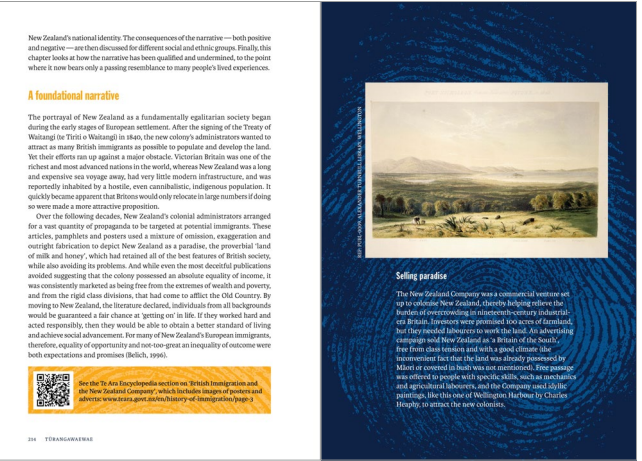 New Zealand's national identity. The consequences of the narrative — both positive
and negative — are then discussed for different social and ethnic groups. Finally, this
chapter looks at how the narrative has been qualified and undermined, to the point
where it now bears only a passing resemblance to many people's lived experiences.
A foundational narrative
The portrayal of New Zealand as a fundamentally egalitarian society began
during the early stages of European settlement. After the signing of the Treaty of
Waitangi (te Tiriti o Waitangi) in 1840, the new colony's administrators wanted to
attract as many British immigrants as possible to populate and develop the land.
Yet their efforts ran up against a major obstacle. Victorian Britain was one of the
richest and most advanced nations in the world, whereas New Zealand was a long
and expensive sea voyage away, had very little modern infrastructure, and was
reportedly inhabited by a hostile, even cannibalistic, indigenous population. It
quickly became apparent that Britons would only relocate in large numbers if doing
so were made a more attractive proposition.
Over the following decades, New Zealand's colonial administrators arranged
for a vast quantity of propaganda to be targeted at potential immigrants. These
articles, pamphlets and posters used a mixture of omission, exaggeration and
outright fabrication to depict New Zealand as a paradise, the proverbial 'land
of milk and honey', which had retained all of the best features of British society,
while also avoiding its problems. And while even the most deceitful publications
avoided suggesting that the colony possessed an absolute equality of income, it
was consistently marketed as being free from the extremes of wealth and poverty,
and from the rigid class divisions, that had come to afflict the Old Country. By
moving to New Zealand, the literature declared, individuals from all backgrounds
would be guaranteed a fair chance at 'getting on' in life. If they worked hard and
acted responsibly, then they would be able to obtain a better standard of living
and achieve social advancement. For many of New Zealand's European immigrants,
therefore, equality of opportunity and not-too-great an inequality of outcome were
both expectations and promises (Belich, 1996).
See the Te Ara Encyclopedia section on 'British Immigration and
the New Zealand Company', which includes images of posters and
adverts: www.teara.govt.nz/en/history-of-immigration/page-3
234 TŪRANGAWAEWAE
ALEXANDER TURNBULL LIBRARY, WELLINGTON
Selling paradise
The New Zealand Company was a commercial venture set
up to colonise New Zealand, thereby helping relieve the
burden of overcrowding in nineteenth-century industrial-
era Britain. Investors were promised 100 acres of farmland,
but they needed labourers to work the land. An advertising
campaign sold New Zealand as 'a Britain of the South',
free from class tension and with a good climate (the
inconvenient fact that the land was already possessed by
Māori or covered in bush was not mentioned). Free passage
was offered to people with specific skills, such as mechanics
and agricultural labourers, and the Company used idyllic
paintings, like this one of Wellington Harbour by Charles
Heaphy, to attract the new colonists.